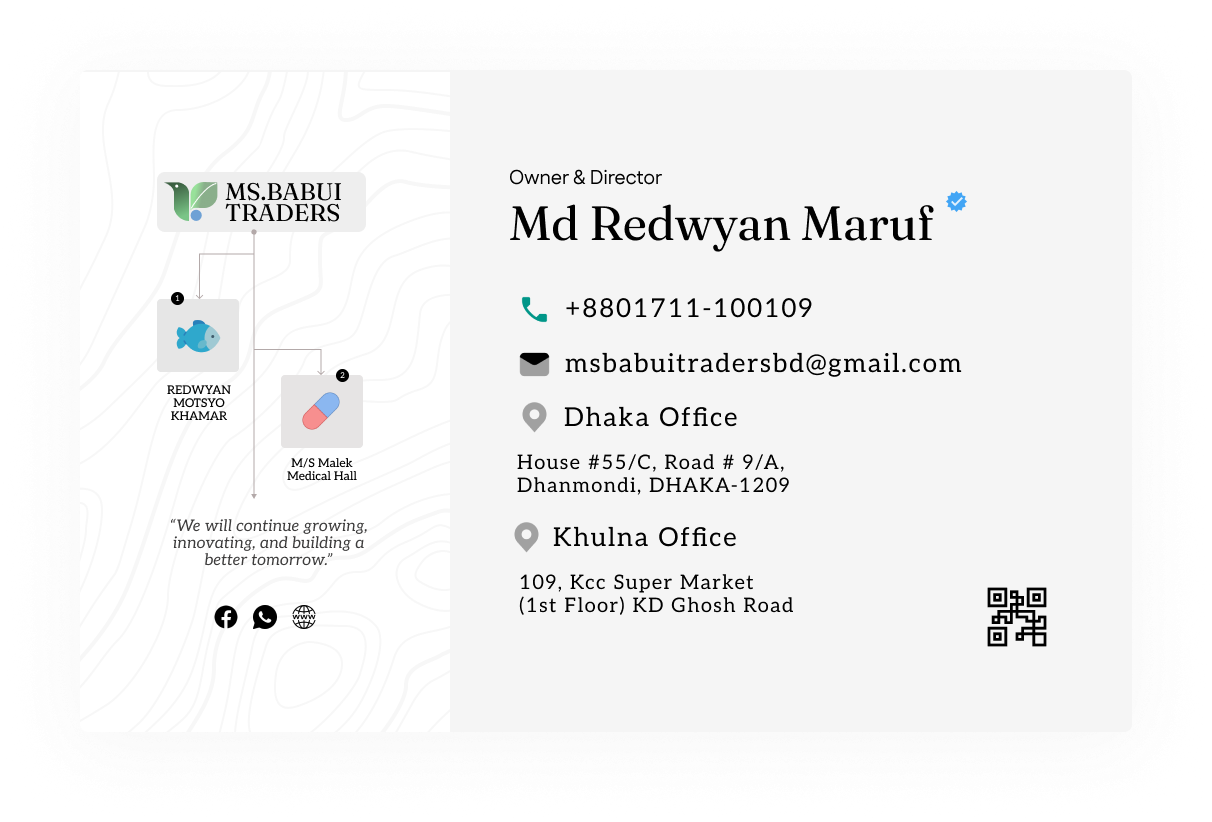 MS.BABUI
TRADERS
1
REDWYAN
MOTSYO
KHAMAR
2
M/S Malek
Medical Hall
“We will continue growing,
innovating, and building a
better tomorrow.”
WWW
Owner & Director
Md Redwyan Maruf
+8801711-100109
msbabuitradersbd@gmail.com
Dhaka Office
House #55/C, Road # 9/A,
Dhanmondi, DHAKA-1209
Khulna Office
109, Kcc Super Market
(1st Floor) KD Ghosh Road